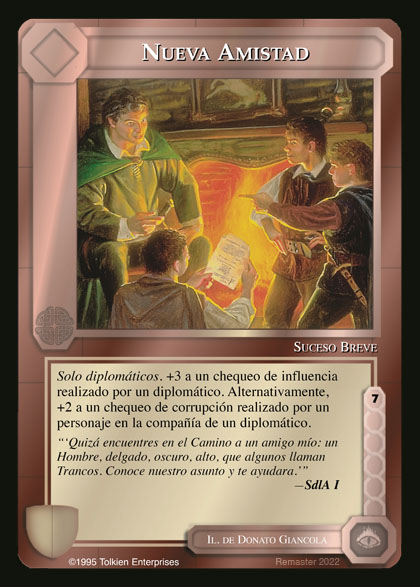 Nueva Amistad
Suceso Breve
Solo diplomáticos. +3 a un chequeo de influencia
realizado por un diplomático. Alternativamente,
+2 a un chequeo de corrupción realizado por un
personaje en la compañía de un diplomático.
7
“‘Quizá encuentres en el Camino a un amigo mío: un
Hombre, delgado, oscuro, alto, que algunos llaman
Trancos. Conoce nuestro asunto y te ayudara.’”
—SdlA I
Il. de Donato Giancola
©1995 Tolkien Enterprises
Remaster 2022